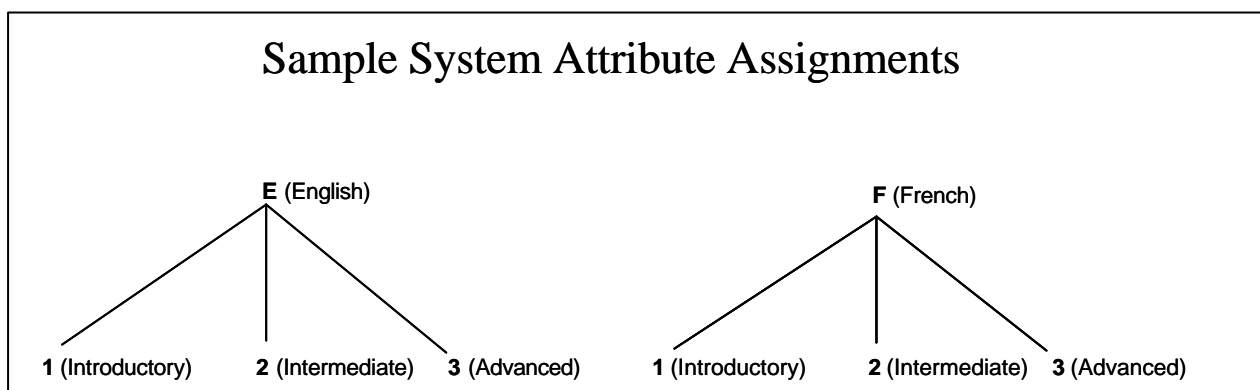 Sample System Attribute Assignments
E (English)
F (French)
1 (Introductory)
2 (Intermediate)
3 (Advanced)
1 (Introductory)
2 (Intermediate)
3 (Advanced)